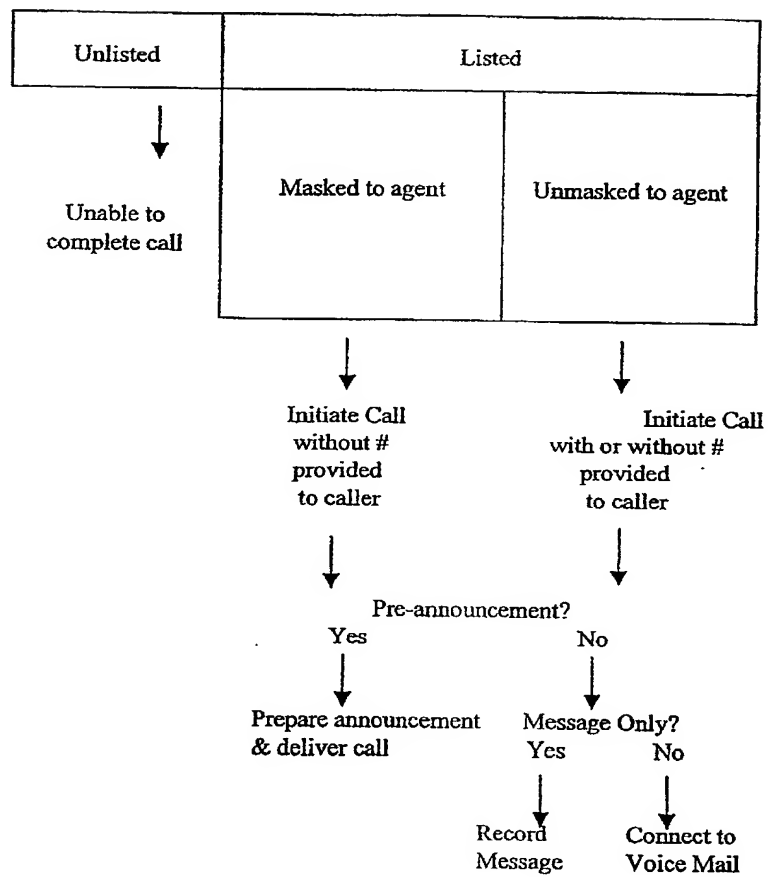 Unlisted
Listed
Masked to agent
Unmasked to agent
Unable to
complete call
Initiate Call
without #
provided
to caller
Initiate Call
with or without #
provided
to caller
Pre-announcement?
Yes
No
Prepare announcement
& deliver call
Message Only?
Yes
No
Record
Message
Connect to
Voice Mail